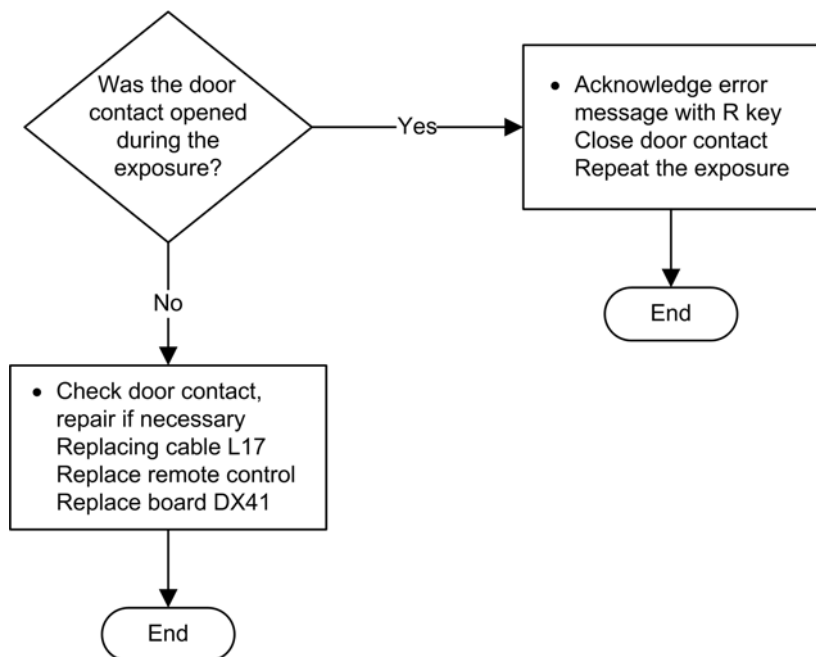 Was the door
contact opened
during the
exposure?
Yes
• Acknowledge error
message with R key
Close door contact
Repeat the exposure
End
No
• Check door contact,
repair if necessary
Replacing cable L17
Replace remote control
Replace board DX41
End